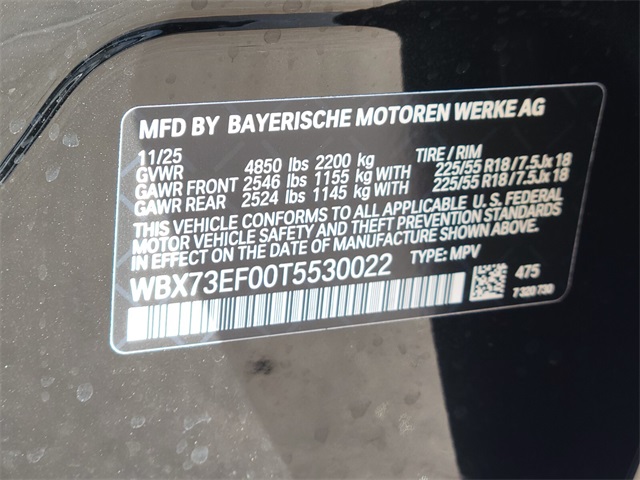 MFD BY BAYERISCHE MOTOREN WERKE AG
11/25 TIRE / RIM
GVWR 4850 lbs 2200 kg
GAWR FRONT 2546 lbs 1155 kg WITH 225/55 R18/7.5Jx18
GAWR REAR 2524 lbs 1145 kg WITH 225/55 R18/7.5Jx18
THIS VEHICLE CONFORMS TO ALL APPLICABLE U.S. FEDERAL
MOTOR VEHICLE SAFETY AND THEFT PREVENTION STANDARDS
IN EFFECT ON THE DATE OF MANUFACTURE SHOWN ABOVE.
WBX73EF00T5530022 TYPE: MPV
475